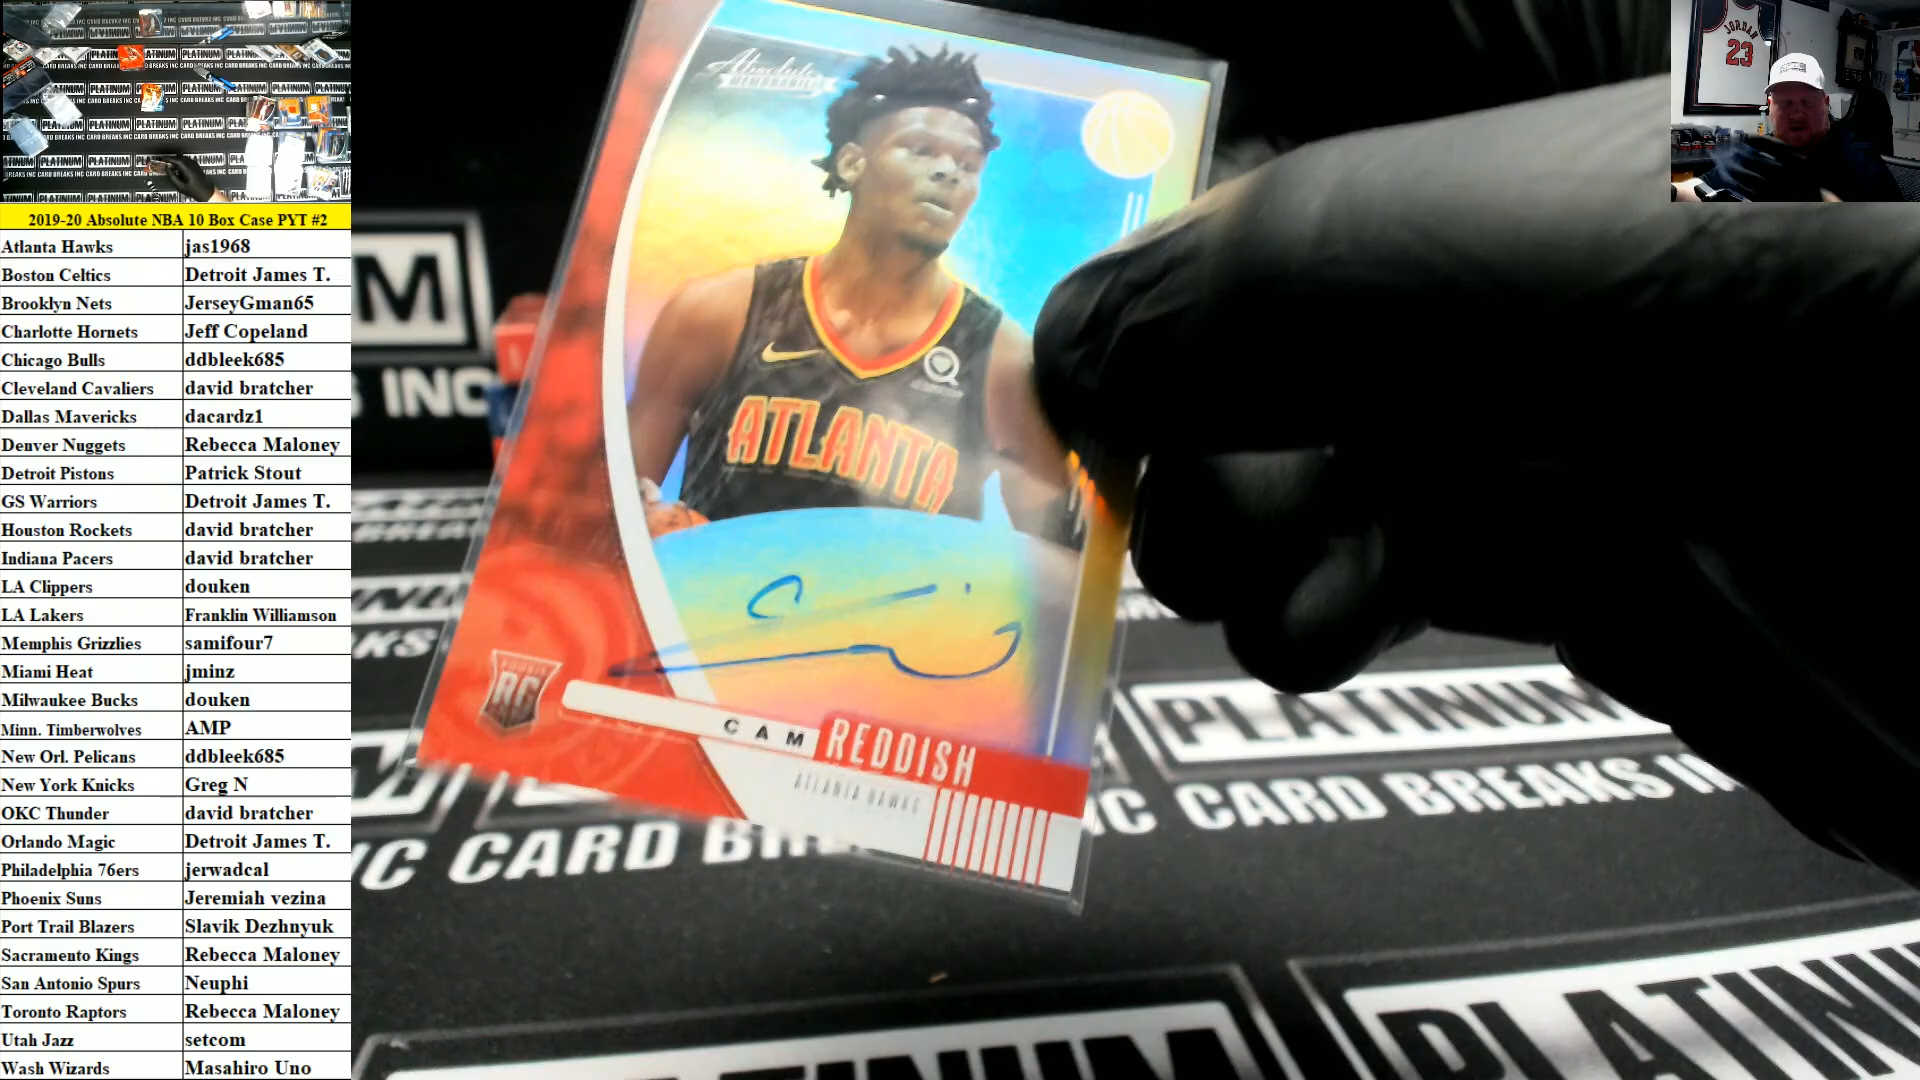 2019-20 Absolute NBA 10 Box Case PYT #2
Atlanta Hawks jas1968
Boston Celtics Detroit James T.
Brooklyn Nets JerseyGman65
Charlotte Hornets Jeff Copeland
Chicago Bulls ddbleek685
Cleveland Cavaliers david bratcher
Dallas Mavericks dacardz1
Denver Nuggets Rebecca Maloney
Detroit Pistons Patrick Stout
GS Warriors Detroit James T.
Houston Rockets david bratcher
Indiana Pacers david bratcher
LA Clippers douken
LA Lakers Franklin Williamson
Memphis Grizzlies samifour7
Miami Heat jminz
Milwaukee Bucks douken
Minn. Timberwolves AMP
New Orl. Pelicans ddbleek685
New York Knicks Greg N
OKC Thunder david bratcher
Orlando Magic Detroit James T.
Philadelphia 76ers jerwadcal
Phoenix Suns Jeremiah vezina
Port Trail Blazers Slavik Dezhnyuk
Sacramento Kings Rebecca Maloney
San Antonio Spurs Neuphi
Toronto Raptors Rebecca Maloney
Utah Jazz setcom
Wash Wizards Masahiro Uno
Absolute
ATLANTA
RC
CAM REDDISH
ATLANTA HAWKS
JORDAN
23
M
S INC
PLATINUM
IC CARD BREAKS IN
PLATINUM
PLATIN